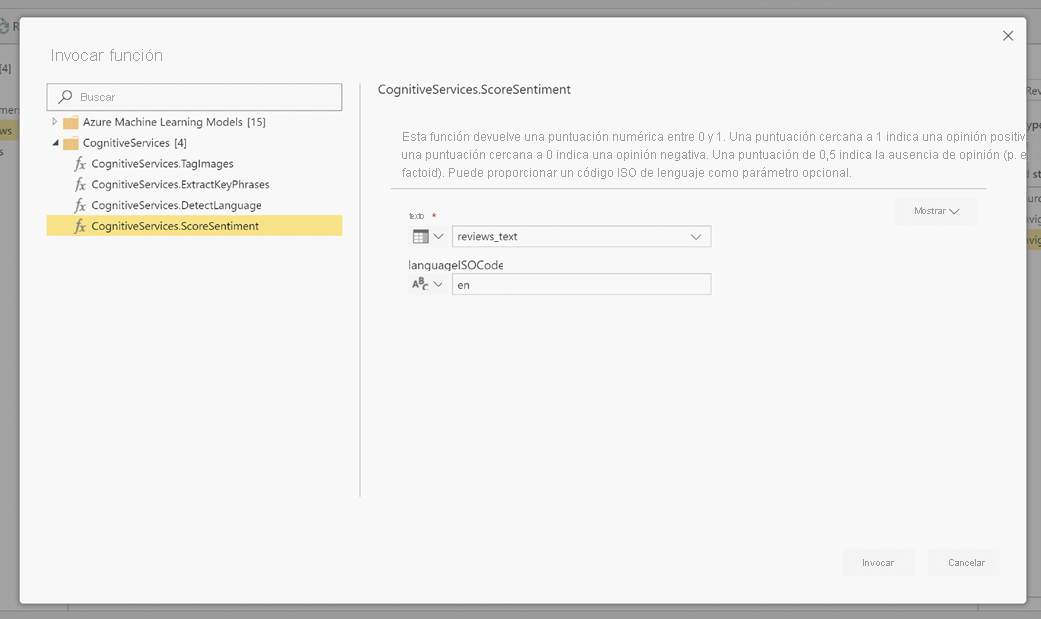 Invocar función
Buscar
Azure Machine Learning Models [15]
CognitiveServices [4]
CognitiveServices.TagImages
CognitiveServices.ExtractKeyPhrases
CognitiveServices.DetectLanguage
CognitiveServices.ScoreSentiment
CognitiveServices.ScoreSentiment
Esta función devuelve una puntuación numérica entre 0 y 1. Una puntuación cercana a 1 indica una opinión positiv
una puntuación cercana a 0 indica una opinión negativa. Una puntuación de 0,5 indica la ausencia de opinión (p. e
factoid). Puede proporcionar un código ISO de lenguaje como parámetro opcional.
Mostrar
texto *
reviews_text
languageISOCode
ABC
en
Invocar
Cancelar
[4]